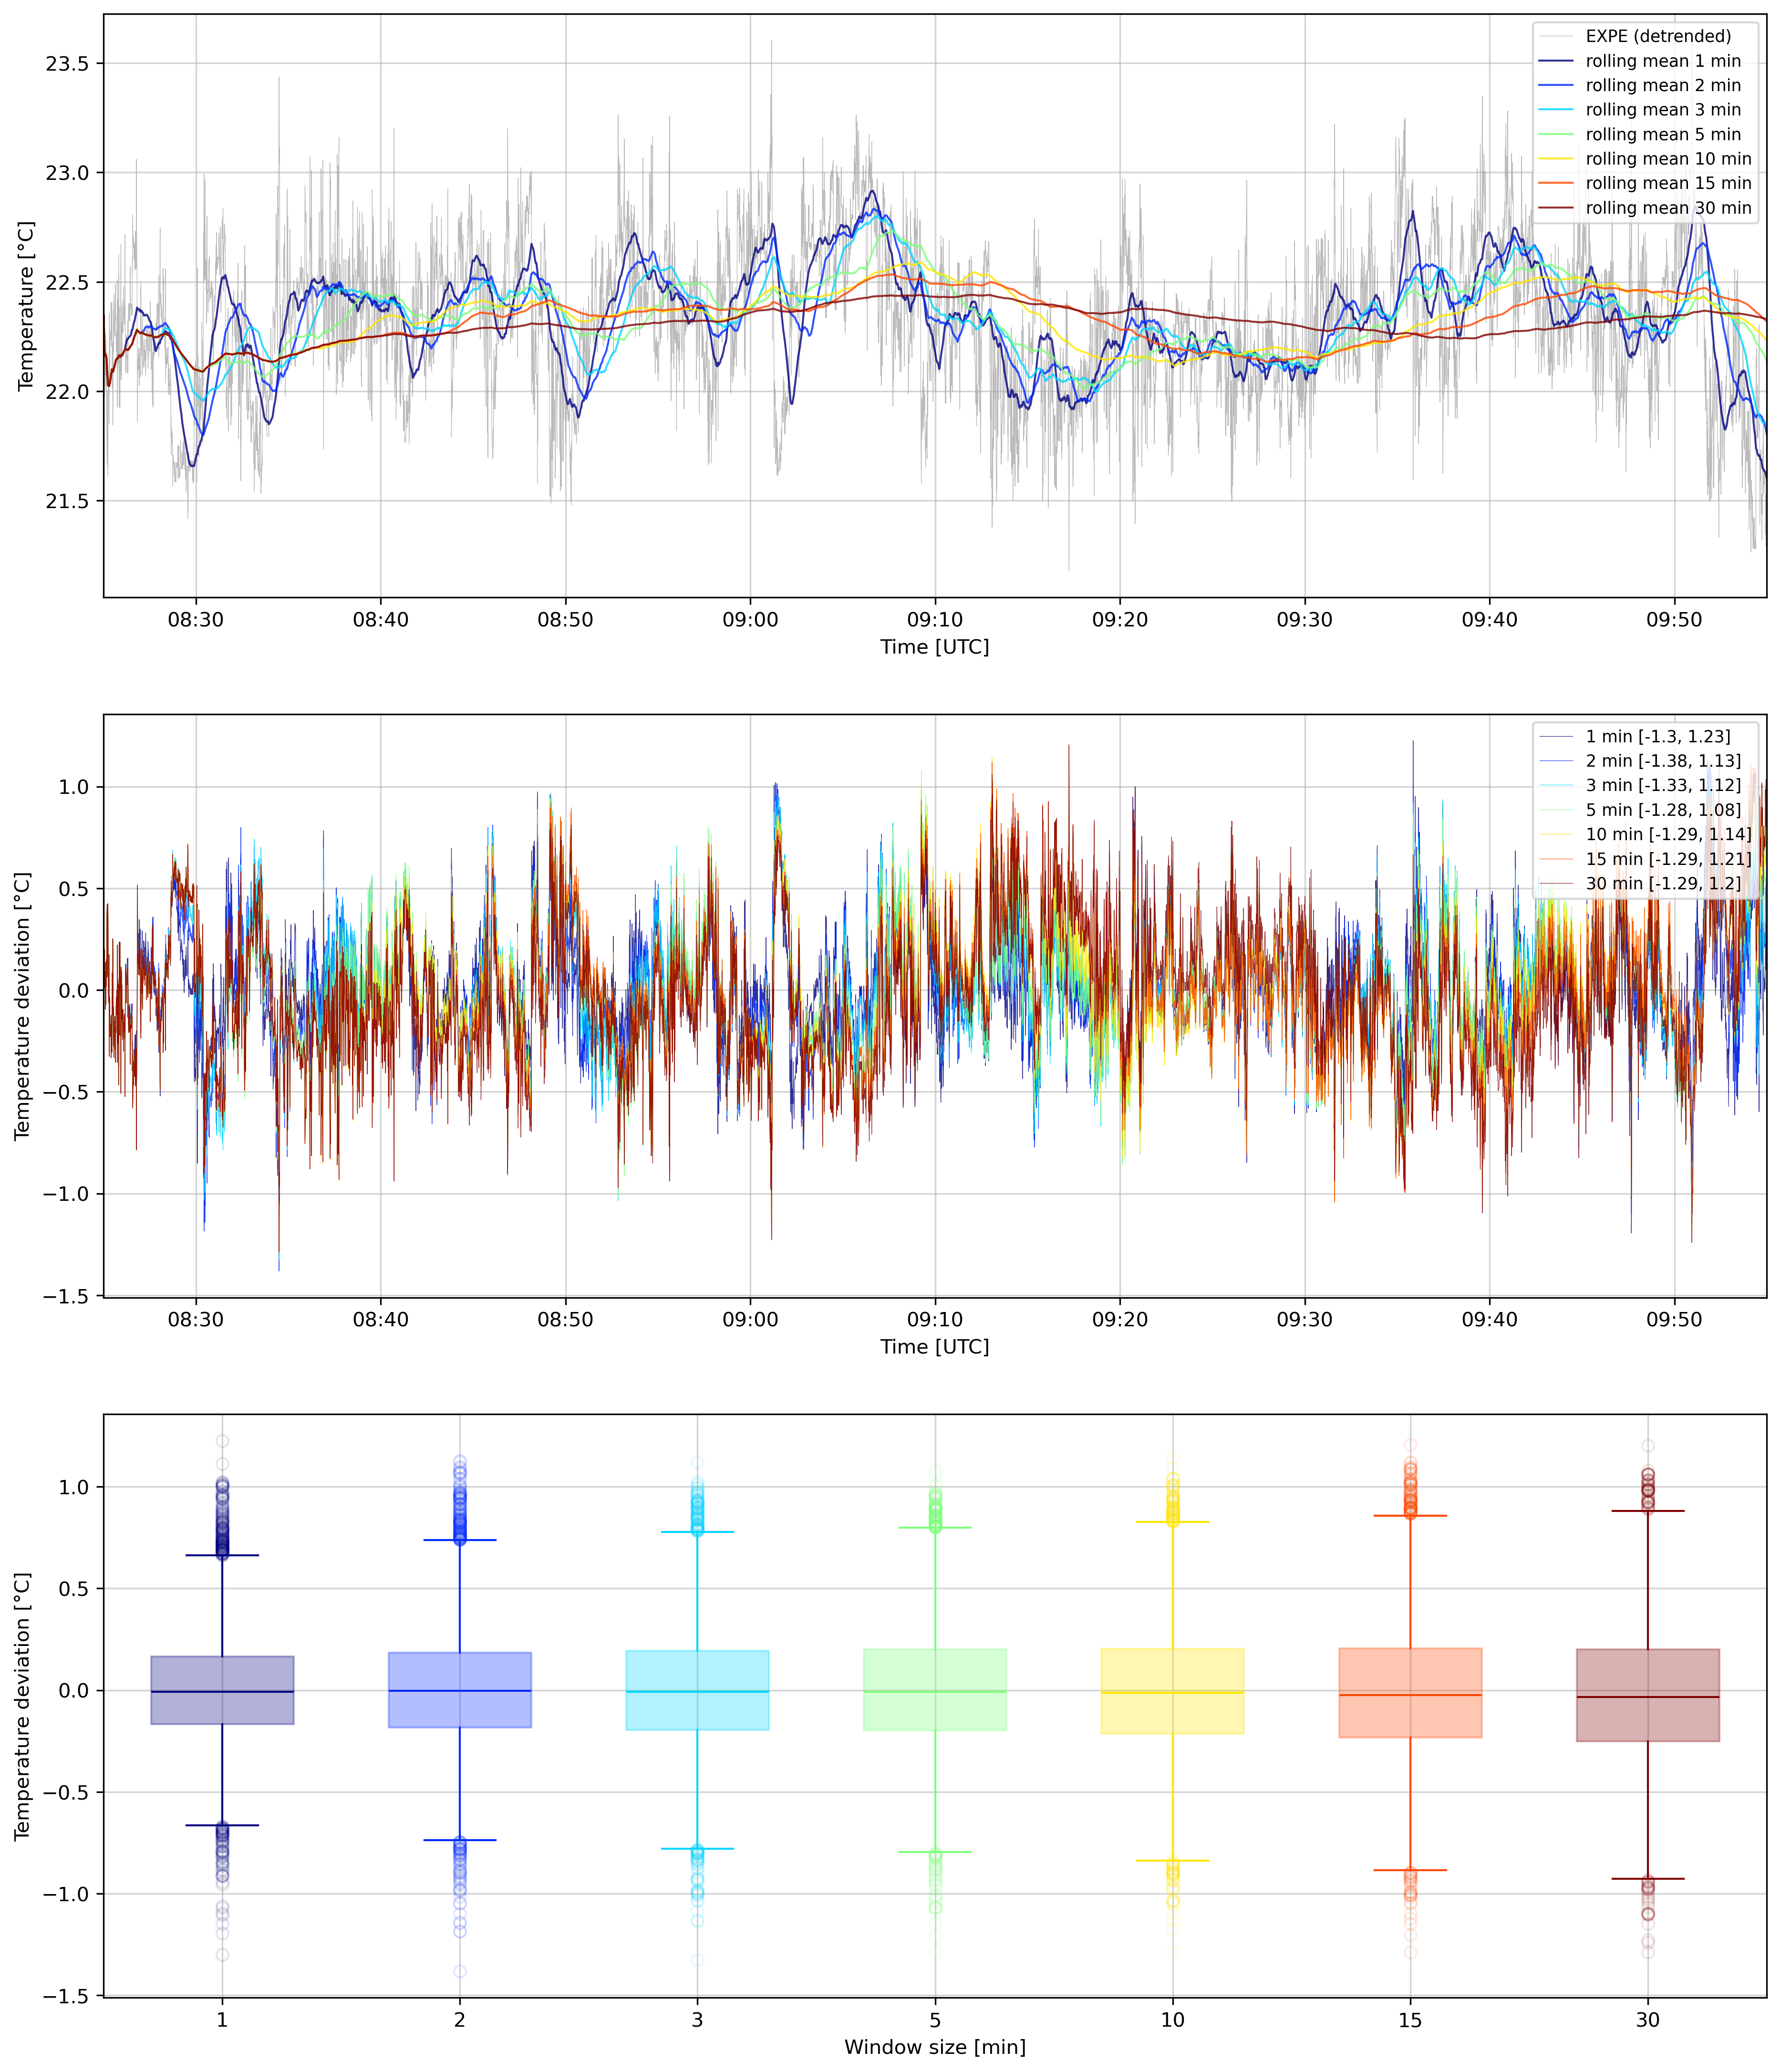 23.5
23.0
22.5
22.0
21.5
Temperature [°C]
EXPE (detrended)
rolling mean 1 min
rolling mean 2 min
rolling mean 3 min
rolling mean 5 min
rolling mean 10 min
rolling mean 15 min
rolling mean 30 min
08:30 08:40 08:50 09:00 09:10 09:20 09:30 09:40 09:50
Time [UTC]
1.0
0.5
0.0
−0.5
−1.0
−1.5
Temperature deviation [°C]
1 min [-1.3, 1.23]
2 min [-1.38, 1.13]
3 min [-1.33, 1.12]
5 min [-1.28, 1.08]
10 min [-1.29, 1.14]
15 min [-1.29, 1.21]
30 min [-1.29, 1.2]
08:30 08:40 08:50 09:00 09:10 09:20 09:30 09:40 09:50
Time [UTC]
1.0
0.5
0.0
−0.5
−1.0
−1.5
Temperature deviation [°C]
1 2 3 5 10 15 30
Window size [min]